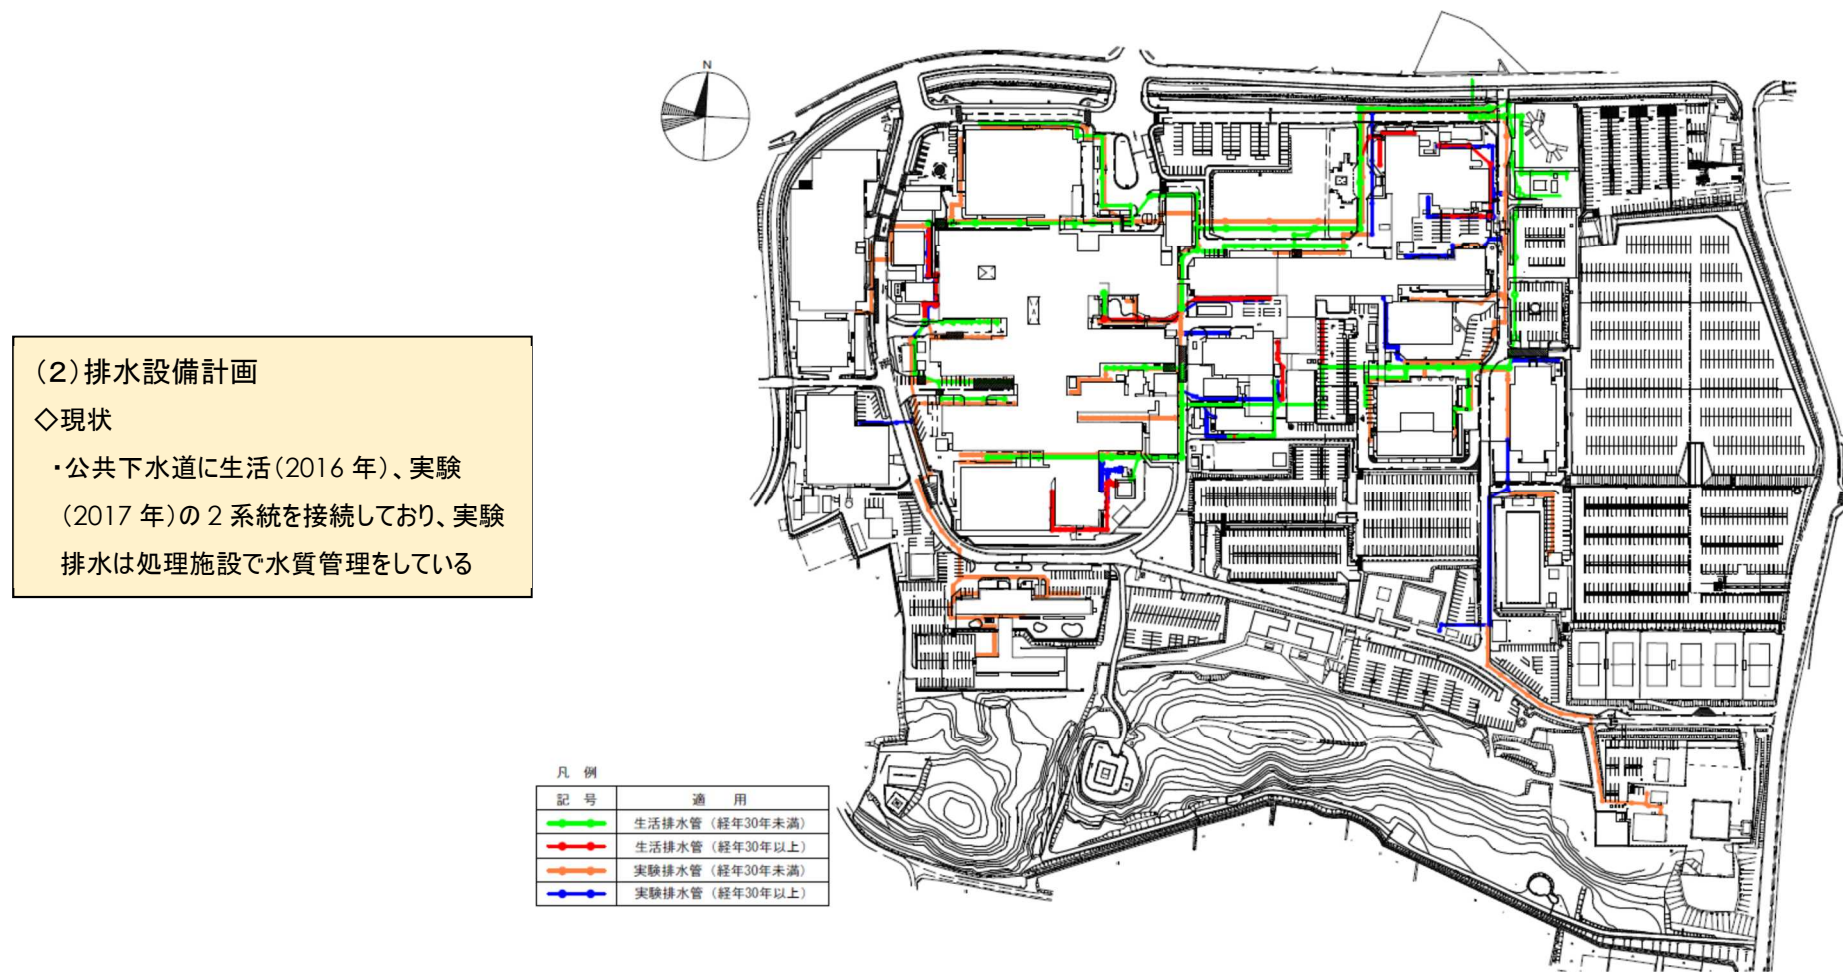 (2)排水設備計画
◇現状
・公共下水道に生活(2016 年)、実験
(2017 年)の 2 系統を接続しており、実験
排水は処理施設で水質管理をしている
N
凡 例
記 号 適 用
生活排水管 (経年30年未満)
生活排水管 (経年30年以上)
実験排水管 (経年30年未満)
実験排水管 (経年30年以上)